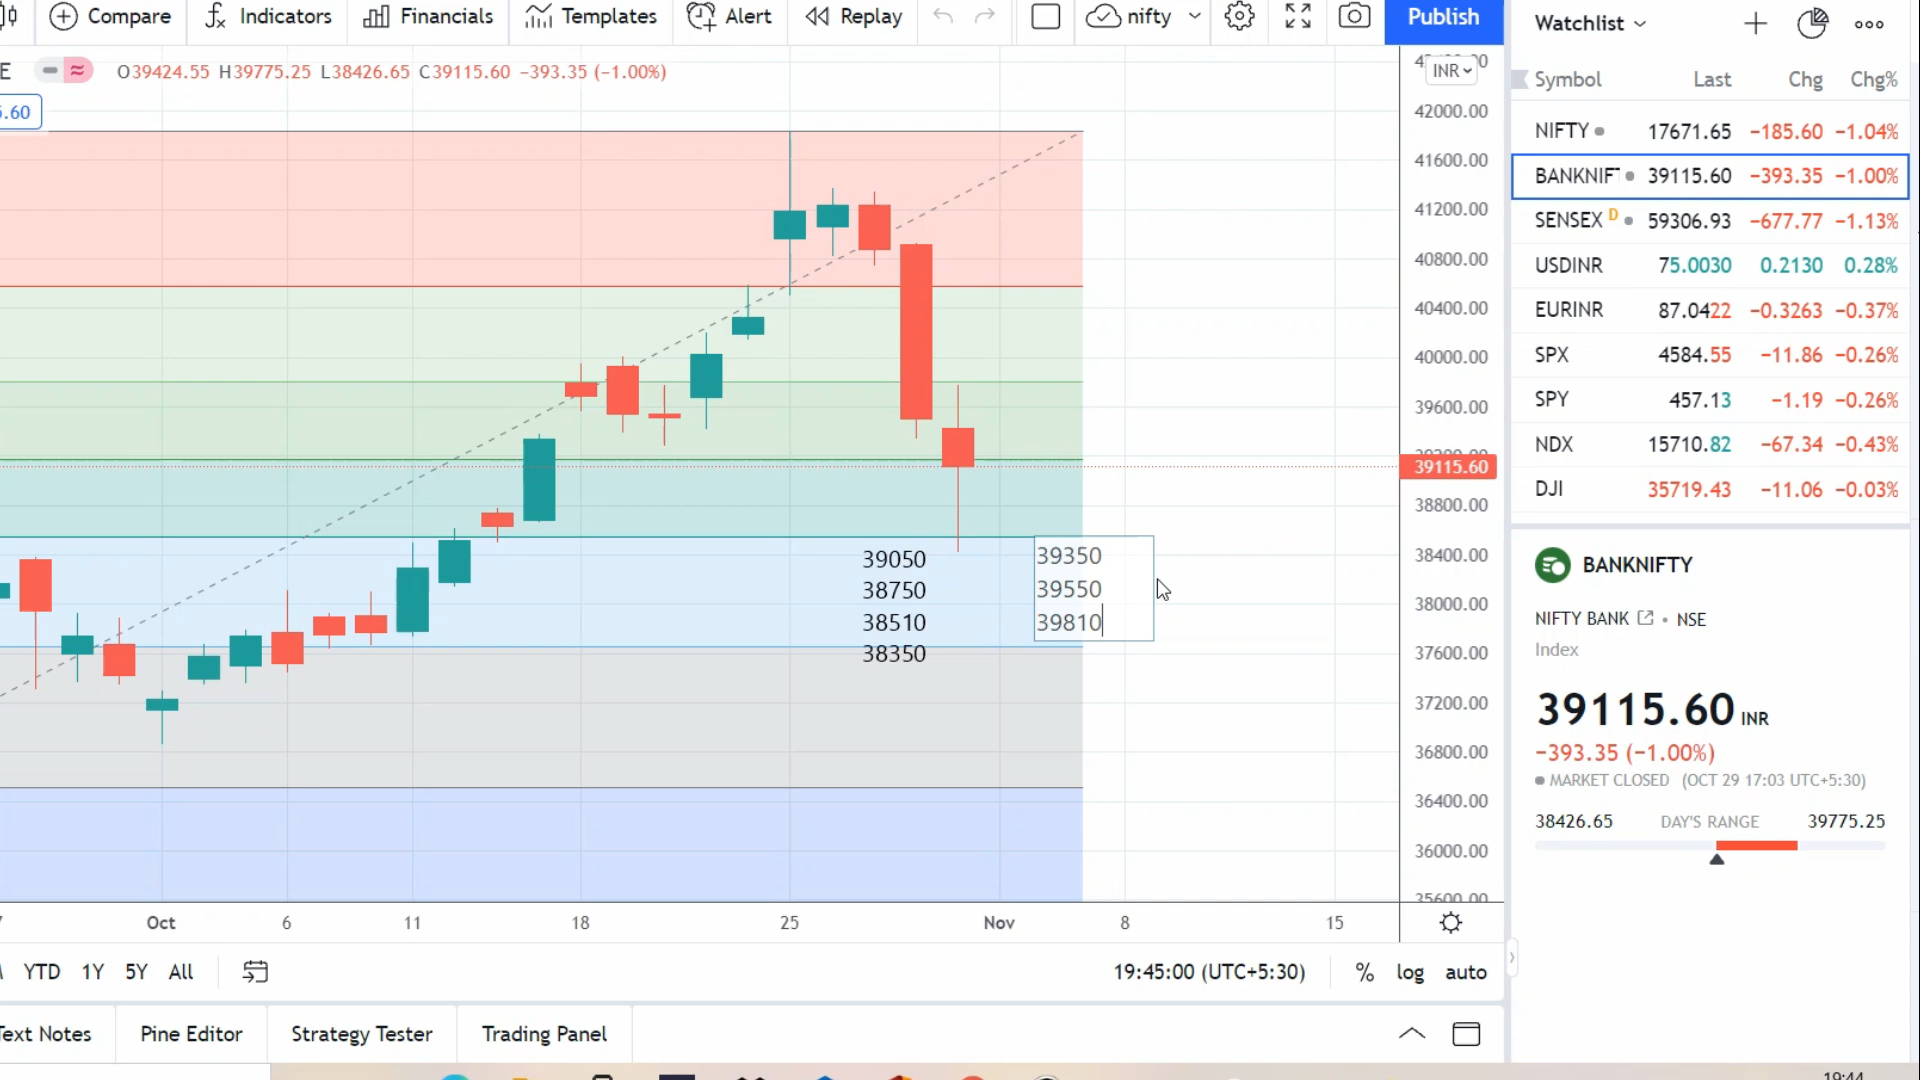 Compare
Indicators
Financials
Templates
Alert
Replay
nifty
Publish
E
O39424.55 H39775.25 L38426.65 C39115.60 −393.35 (−1.00%)
INR
42000.00
41600.00
41200.00
40800.00
40400.00
40000.00
39600.00
39115.60
38800.00
38400.00
38000.00
37600.00
37200.00
36800.00
36400.00
36000.00
35600.00
39050
38750
38510
38350
39350
39550
39810
Oct 6 11 18 25 Nov 8 15
YTD 1Y 5Y All
19:45:00 (UTC+5:30) % log auto
Text Notes Pine Editor Strategy Tester Trading Panel
Watchlist
Symbol Last Chg Chg%
NIFTY 17671.65 −185.60 −1.04%
BANKNIF 39115.60 −393.35 −1.00%
SENSEX D 59306.93 −677.77 −1.13%
USDINR 75.0030 0.2130 0.28%
EURINR 87.0422 −0.3263 −0.37%
SPX 4584.55 −11.86 −0.26%
SPY 457.13 −1.19 −0.26%
NDX 15710.82 −67.34 −0.43%
DJI 35719.43 −11.06 −0.03%
BANKNIFTY
NIFTY BANK • NSE
Index
39115.60 INR
−393.35 (−1.00%)
MARKET CLOSED (OCT 29 17:03 UTC+5:30)
38426.65 DAY'S RANGE 39775.25
19:44